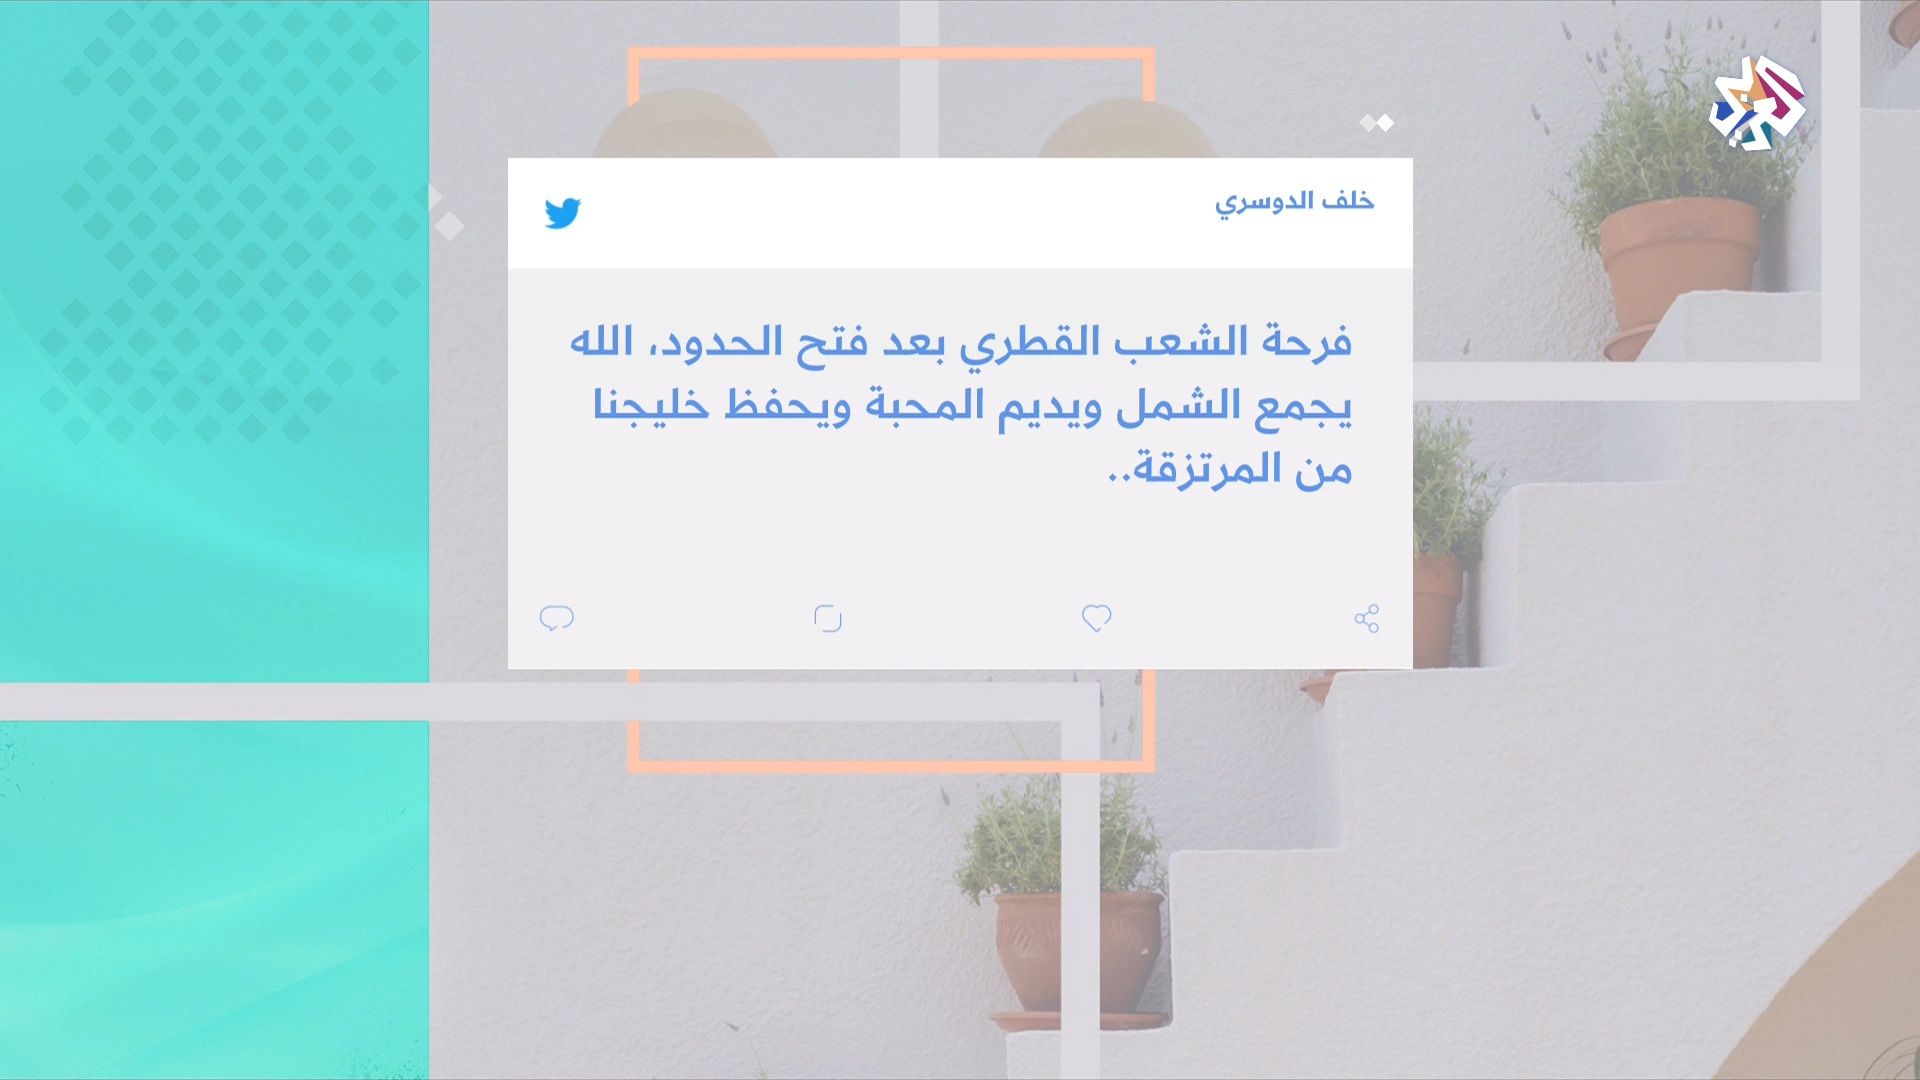 خلف الدوسري
فرحة الشعب القطري بعد فتح الحدود، الله
يجمع الشمل ويديم المحبة ويحفظ خليجنا
من المرتزقة..